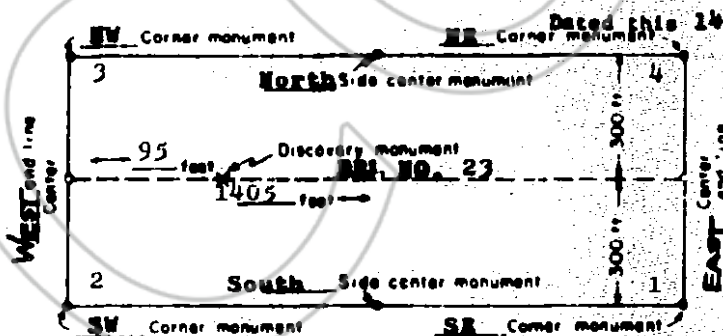 Dated this 14
NW Corner monument NE Corner monument
3 North Side center monument 4
300 ft
95 feet Discovery monument
BRI. NO. 23
WEST end line Center
1405 feet
EAST Center end line
300 ft
2 South Side center monument 1
SW Corner monument SE Corner monument